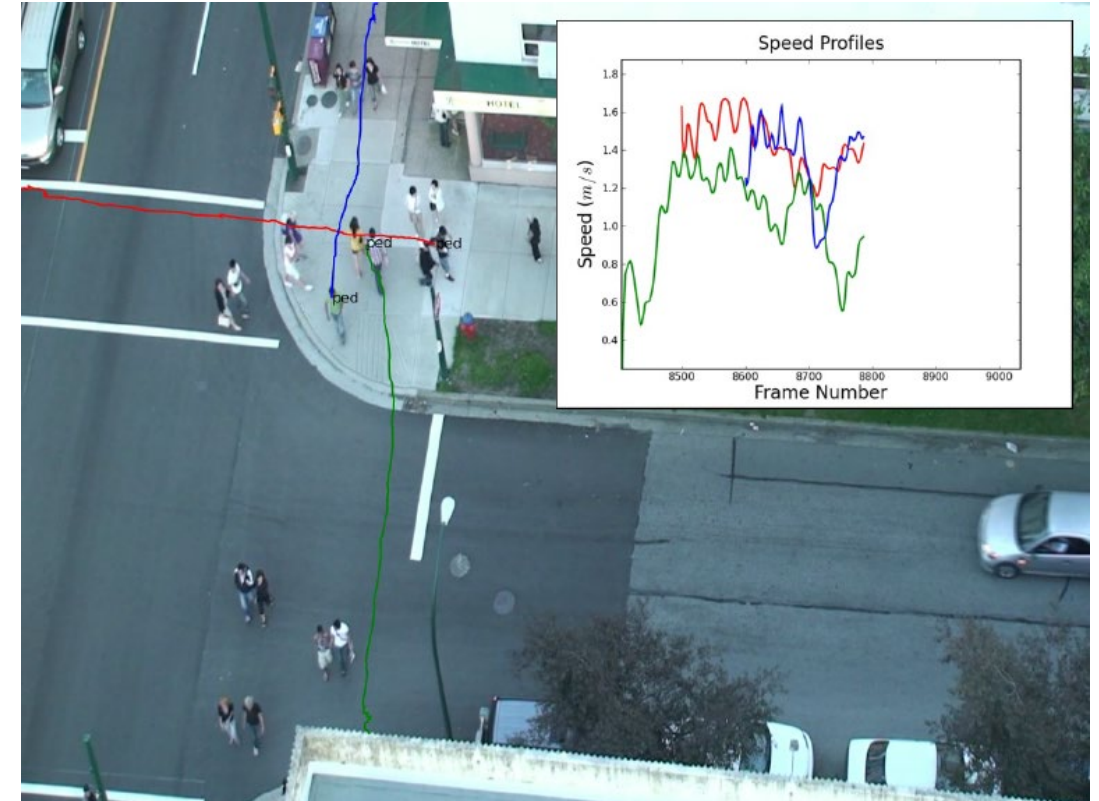 HOTEL
HOTEL
ped
ped
ped
Speed Profiles
Speed (m/s)
1.8
1.6
1.4
1.2
1.0
0.8
0.6
0.4
8500 8600 8700 8800 8900 9000
Frame Number